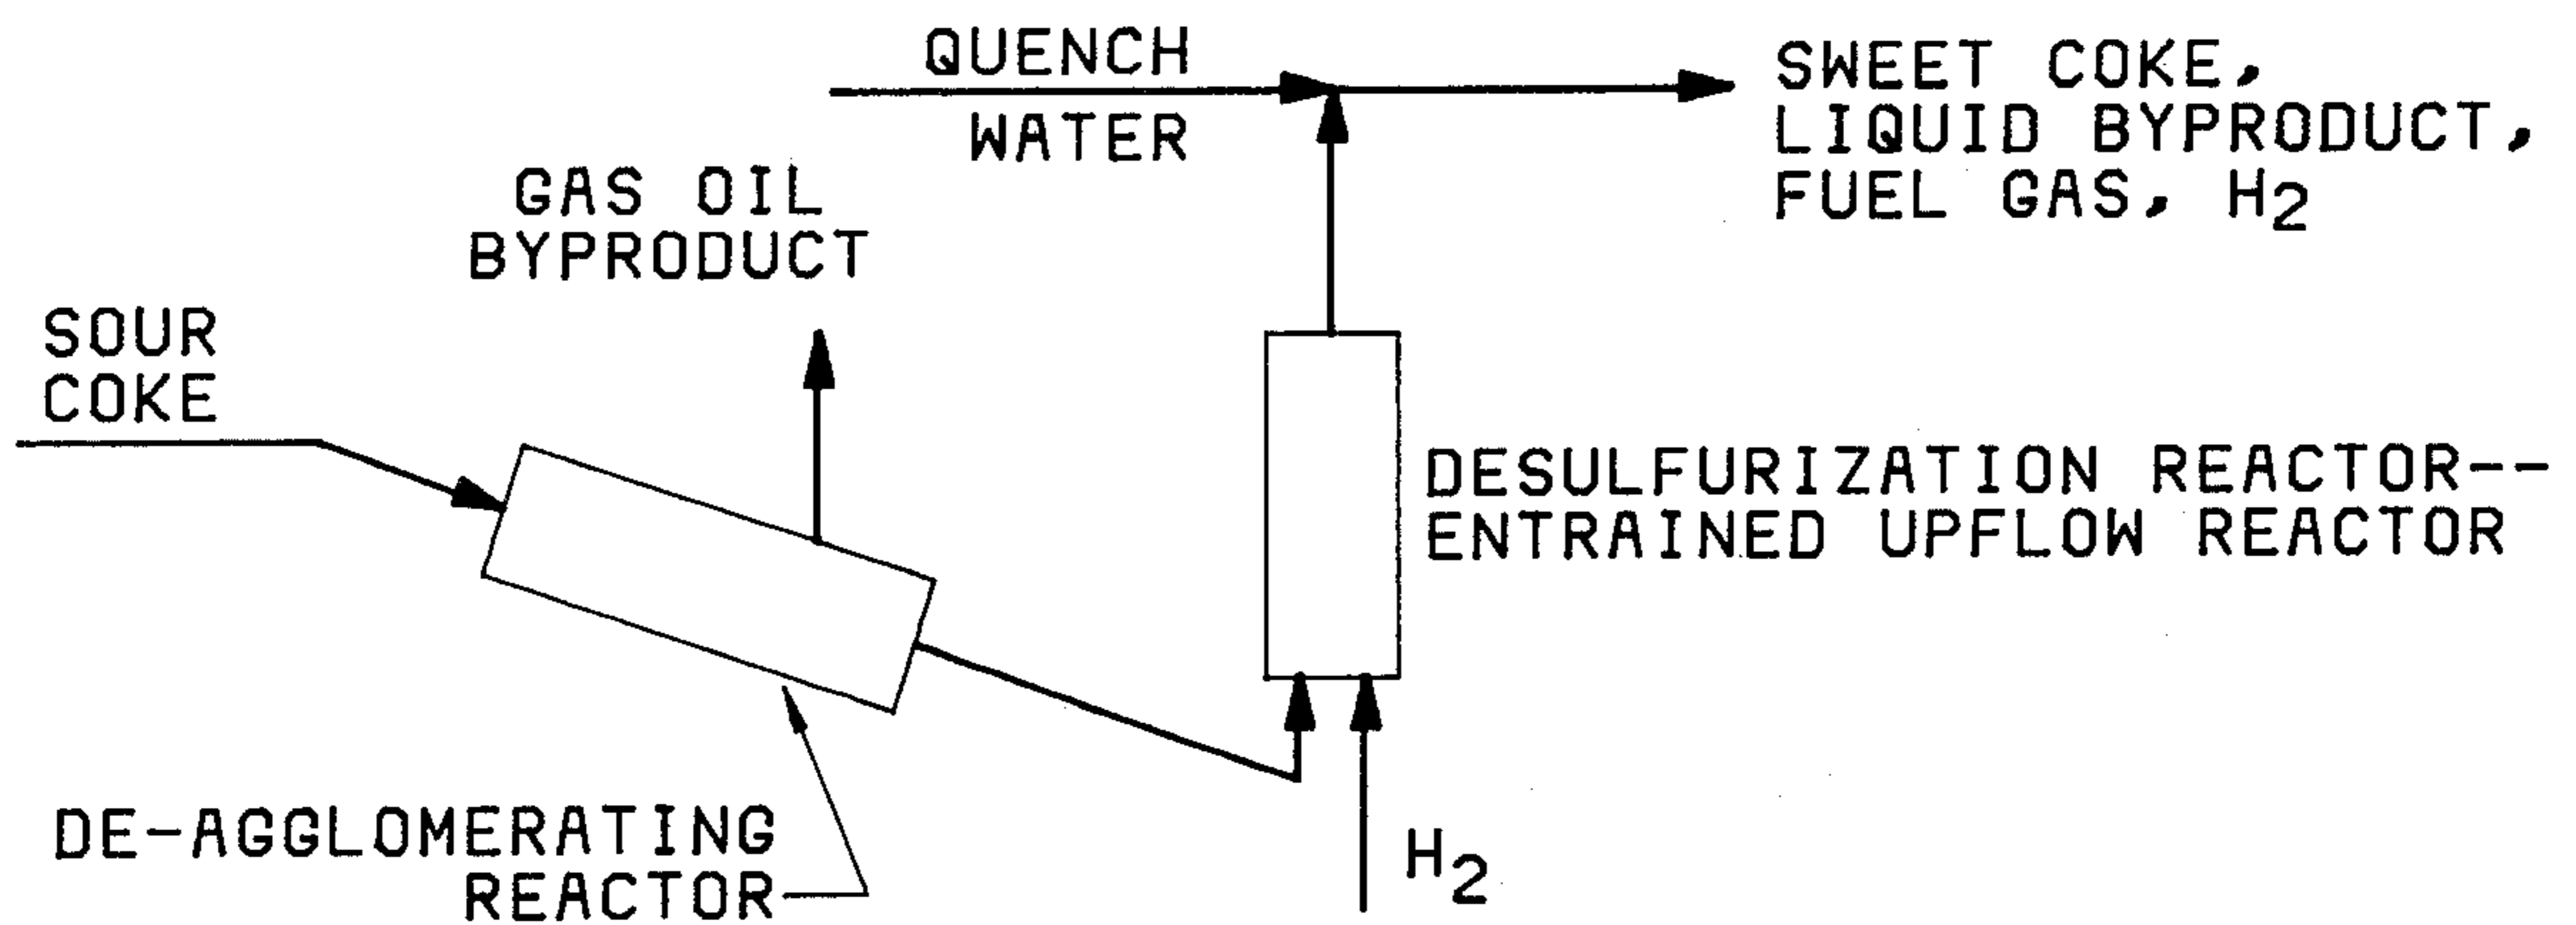 QUENCH
WATER
SWEET COKE,
LIQUID BYPRODUCT,
FUEL GAS, H2
GAS OIL
BYPRODUCT
SOUR
COKE
DESULFURIZATION REACTOR--
ENTRAINED UPFLOW REACTOR
DE-AGGLOMERATING
REACTOR
H2